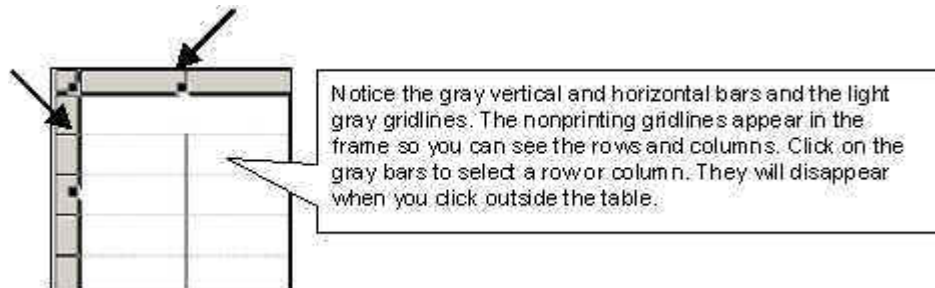 Notice the gray vertical and horizontal bars and the light
gray gridlines. The nonprinting gridlines appear in the
frame so you can see the rows and columns. Click on the
gray bars to select a row or column. They will disappear
when you click outside the table.